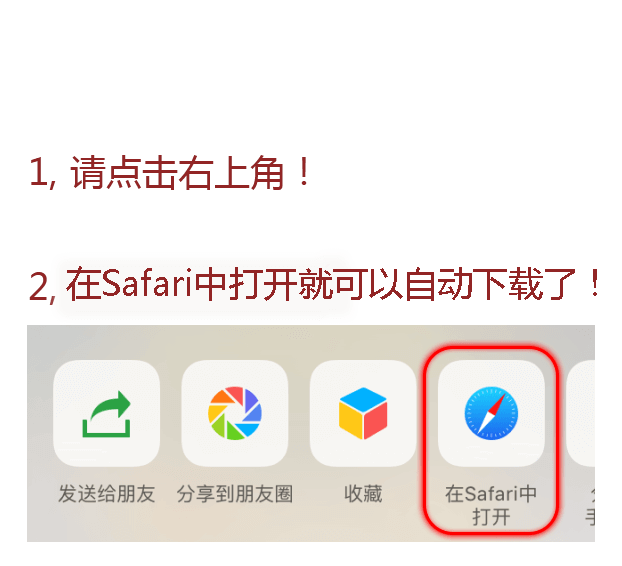 1, 请点击右上角！
2, 在Safari中打开就可以自动下载了！
发送给朋友
分享到朋友圈
收藏
在Safari中
打开